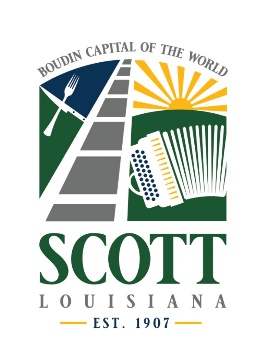 BOUDIN CAPITAL OF THE WORLD
SCOTT
LOUISIANA
EST. 1907